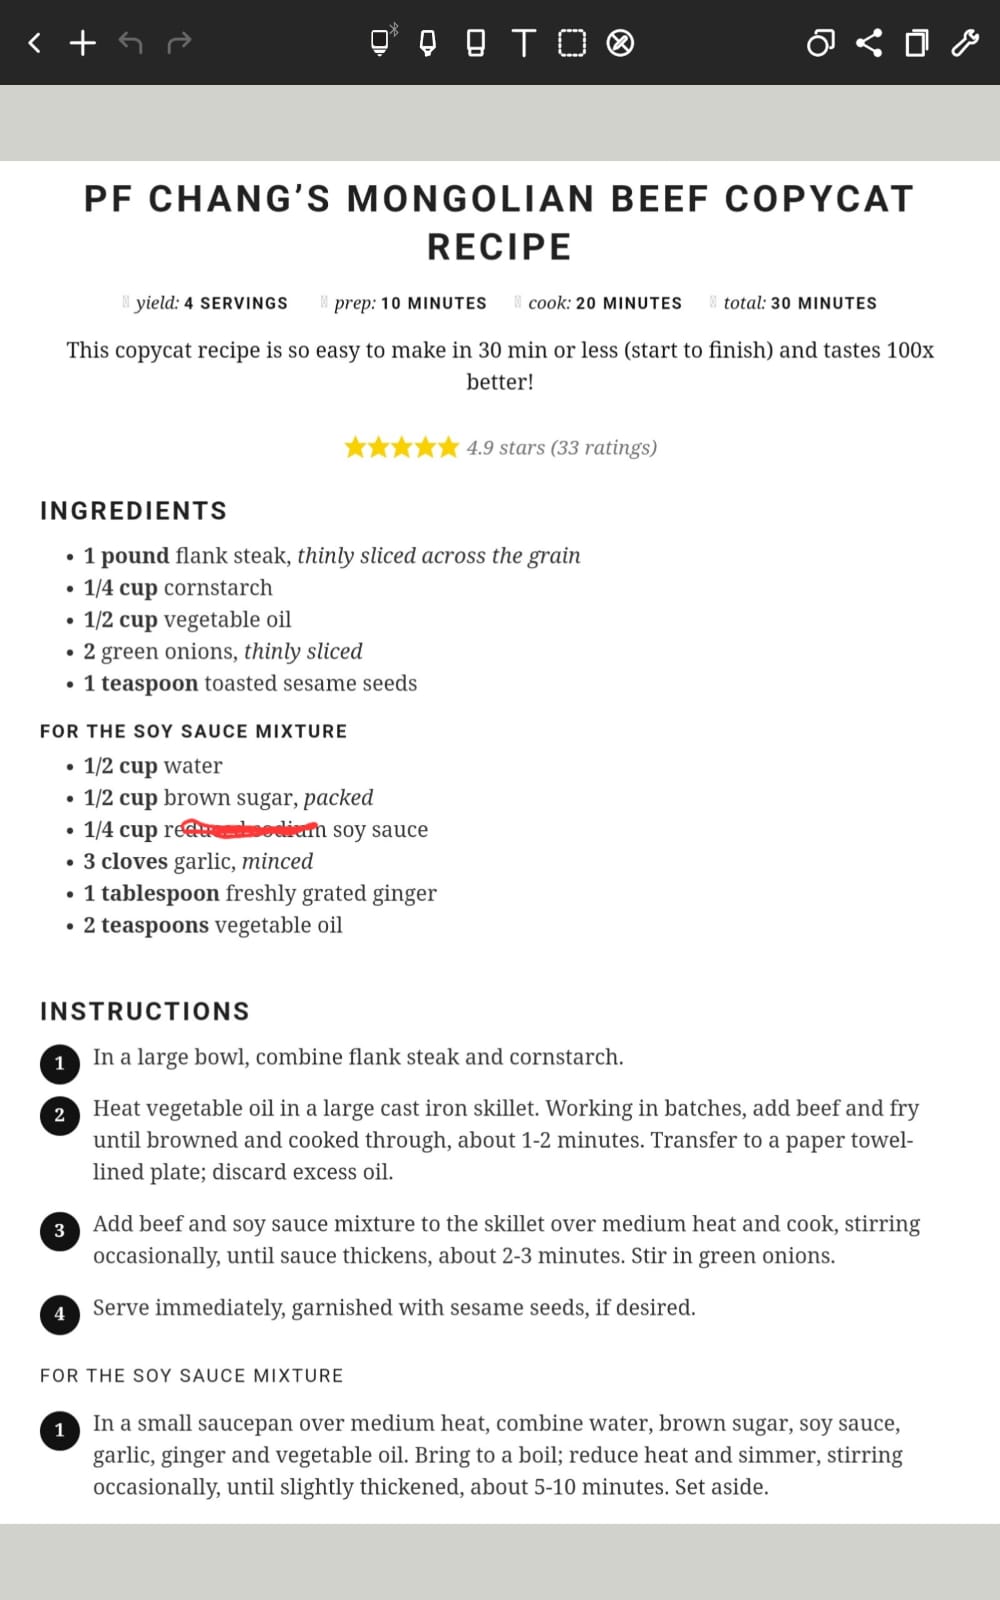 PF CHANG’S MONGOLIAN BEEF COPYCAT
RECIPE
yield: 4 SERVINGS prep: 10 MINUTES cook: 20 MINUTES total: 30 MINUTES
This copycat recipe is so easy to make in 30 min or less (start to finish) and tastes 100x
better!
4.9 stars (33 ratings)
INGREDIENTS
• 1 pound flank steak, thinly sliced across the grain
• 1/4 cup cornstarch
• 1/2 cup vegetable oil
• 2 green onions, thinly sliced
• 1 teaspoon toasted sesame seeds
FOR THE SOY SAUCE MIXTURE
• 1/2 cup water
• 1/2 cup brown sugar, packed
• 1/4 cup reduced sodium soy sauce
• 3 cloves garlic, minced
• 1 tablespoon freshly grated ginger
• 2 teaspoons vegetable oil
INSTRUCTIONS
1 In a large bowl, combine flank steak and cornstarch.
2 Heat vegetable oil in a large cast iron skillet. Working in batches, add beef and fry
until browned and cooked through, about 1-2 minutes. Transfer to a paper towel-
lined plate; discard excess oil.
3 Add beef and soy sauce mixture to the skillet over medium heat and cook, stirring
occasionally, until sauce thickens, about 2-3 minutes. Stir in green onions.
4 Serve immediately, garnished with sesame seeds, if desired.
FOR THE SOY SAUCE MIXTURE
1 In a small saucepan over medium heat, combine water, brown sugar, soy sauce,
garlic, ginger and vegetable oil. Bring to a boil; reduce heat and simmer, stirring
occasionally, until slightly thickened, about 5-10 minutes. Set aside.